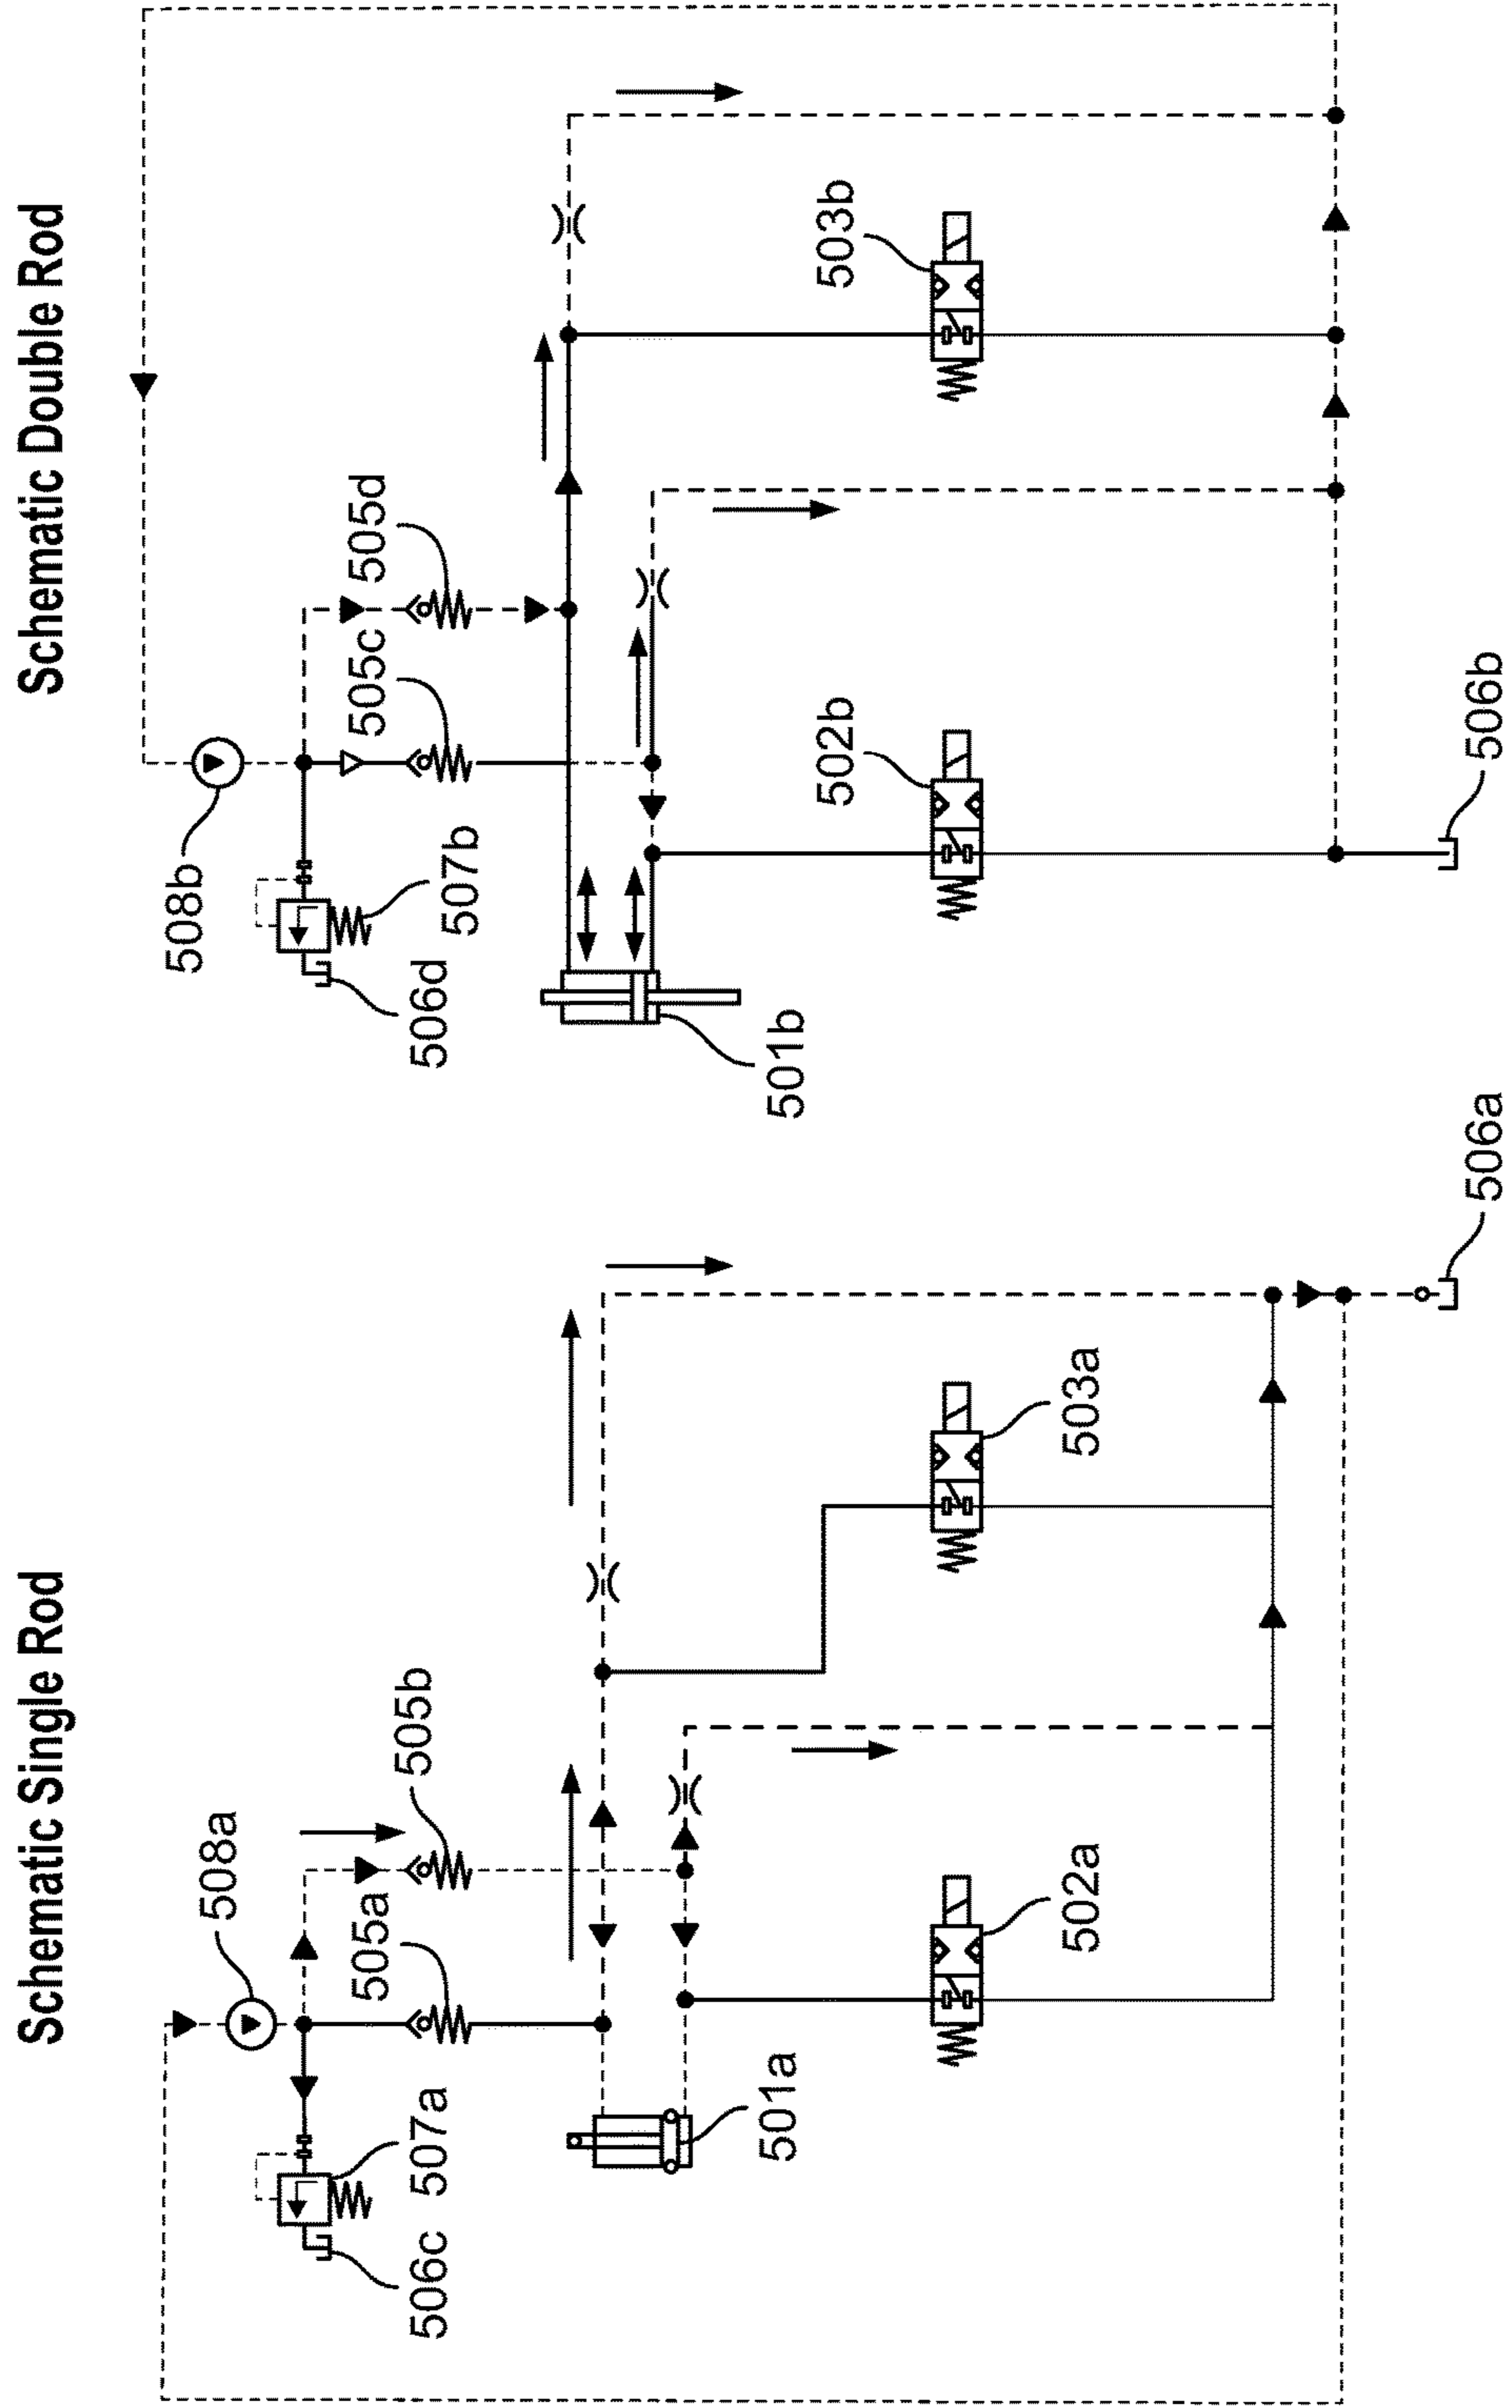 Schematic Single Rod
508a
505b
505a
507a
506c
501a
502a
503a
506a
Schematic Double Rod
508b
505d
505c
507b
506d
501b
502b
503b
506b